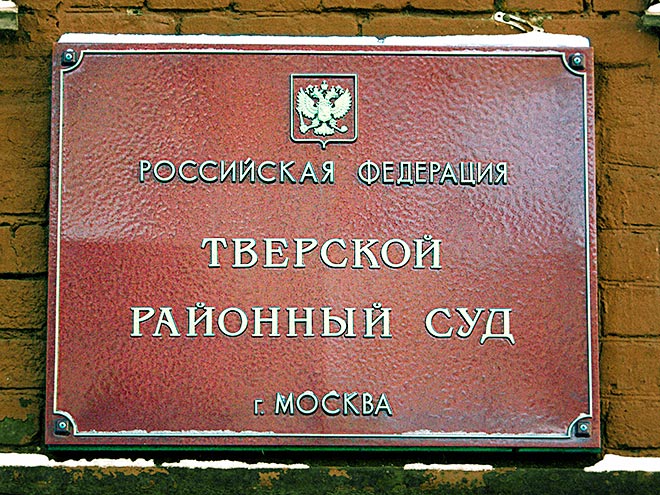 РОССИЙСКАЯ ФЕДЕРАЦИЯ
ТВЕРСКОЙ
РАЙОННЫЙ СУД
г. МОСКВА